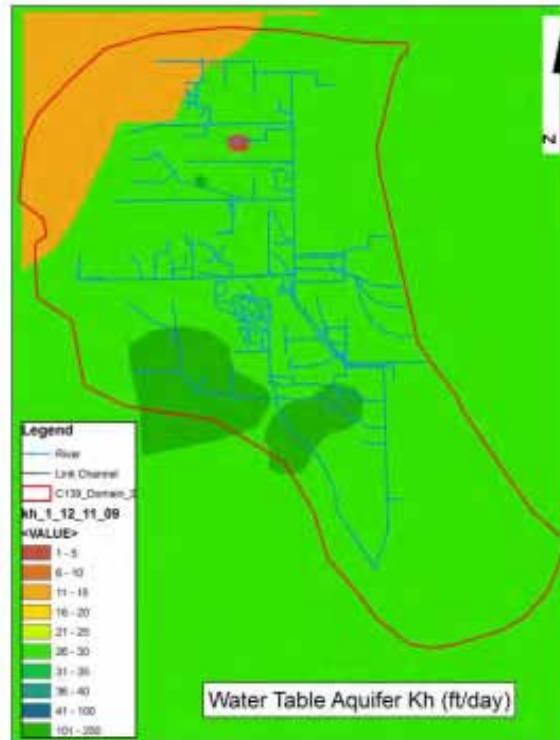 N
Legend
River
Link Channel
C139_Domain_
kh_1_12_11_09
<VALUE>
1 - 5
6 - 10
11 - 15
16 - 20
21 - 25
26 - 30
31 - 35
36 - 40
41 - 100
101 - 200
Water Table Aquifer Kh (ft/day)